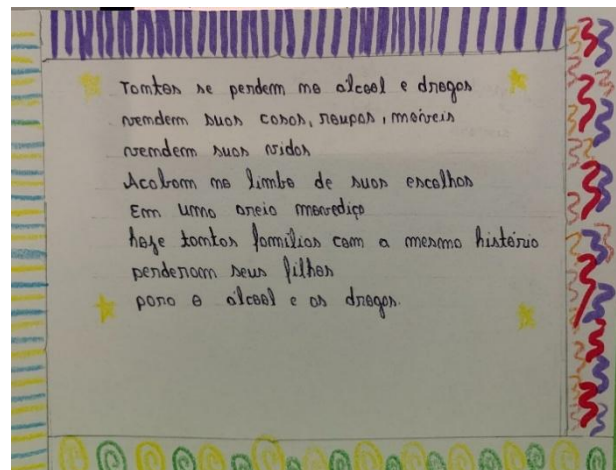 Tantos se perdem no álcool e drogas
vendem suas casas, roupas, móveis
vendem suas vidas
Acabam no limbo de suas escolhas
Em uma areia movediça
hoje tantas famílias com a mesma história
perderam seus filhos
para o álcool e as drogas.